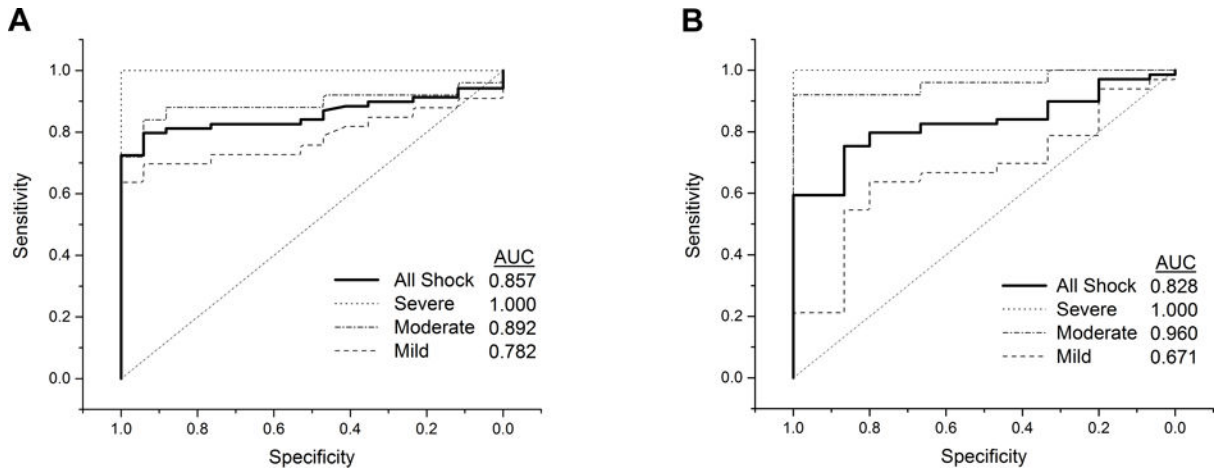 A
1.0
0.8
0.6
0.4
0.2
0.0
Sensitivity
AUC
All Shock 0.857
Severe 1.000
Moderate 0.892
Mild 0.782
1.0 0.8 0.6 0.4 0.2 0.0
Specificity
B
1.0
0.8
0.6
0.4
0.2
0.0
Sensitivity
AUC
All Shock 0.828
Severe 1.000
Moderate 0.960
Mild 0.671
1.0 0.8 0.6 0.4 0.2 0.0
Specificity